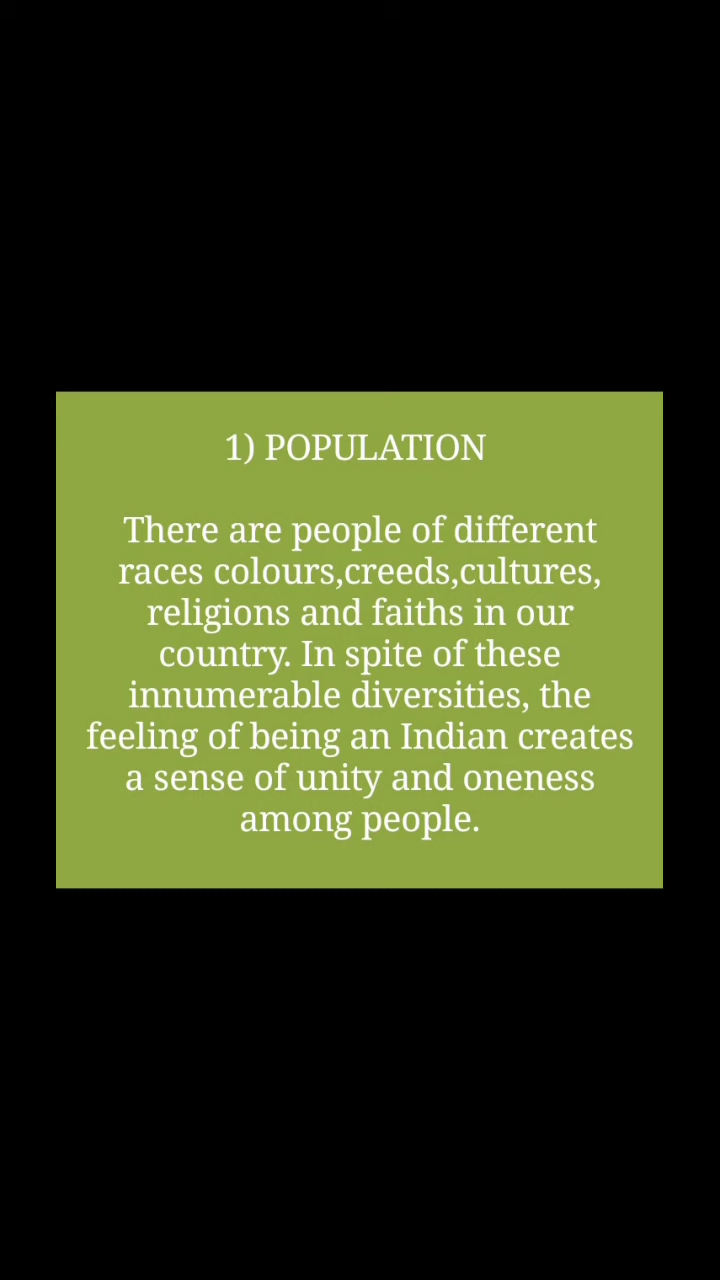 1) POPULATION
There are people of different
races colours,creeds,cultures,
religions and faiths in our
country. In spite of these
innumerable diversities, the
feeling of being an Indian creates
a sense of unity and oneness
among people.